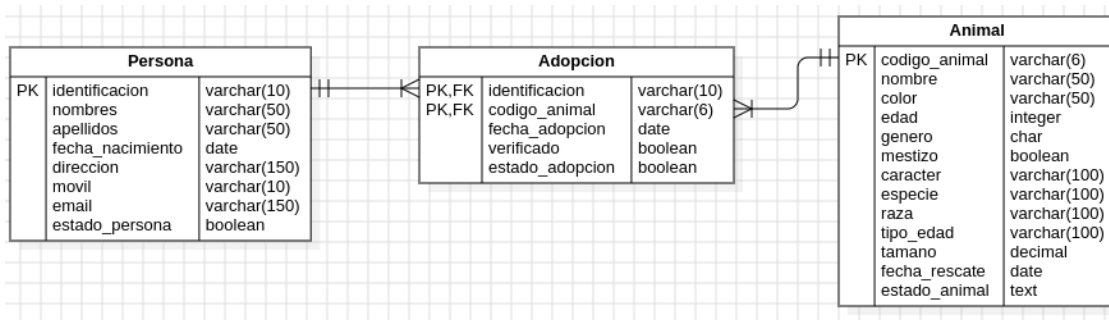 Persona
PK identificacion varchar(10)
nombres varchar(50)
apellidos varchar(50)
fecha_nacimiento date
direccion varchar(150)
movil varchar(10)
email varchar(150)
estado_persona boolean
Adopcion
PK,FK identificacion varchar(10)
PK,FK codigo_animal varchar(6)
fecha_adopcion date
verificado boolean
estado_adopcion boolean
Animal
PK codigo_animal varchar(6)
nombre varchar(50)
color varchar(50)
edad integer
genero char
mestizo boolean
caracter varchar(100)
especie varchar(100)
raza varchar(100)
tipo_edad varchar(100)
tamano decimal
fecha_rescate date
estado_animal text